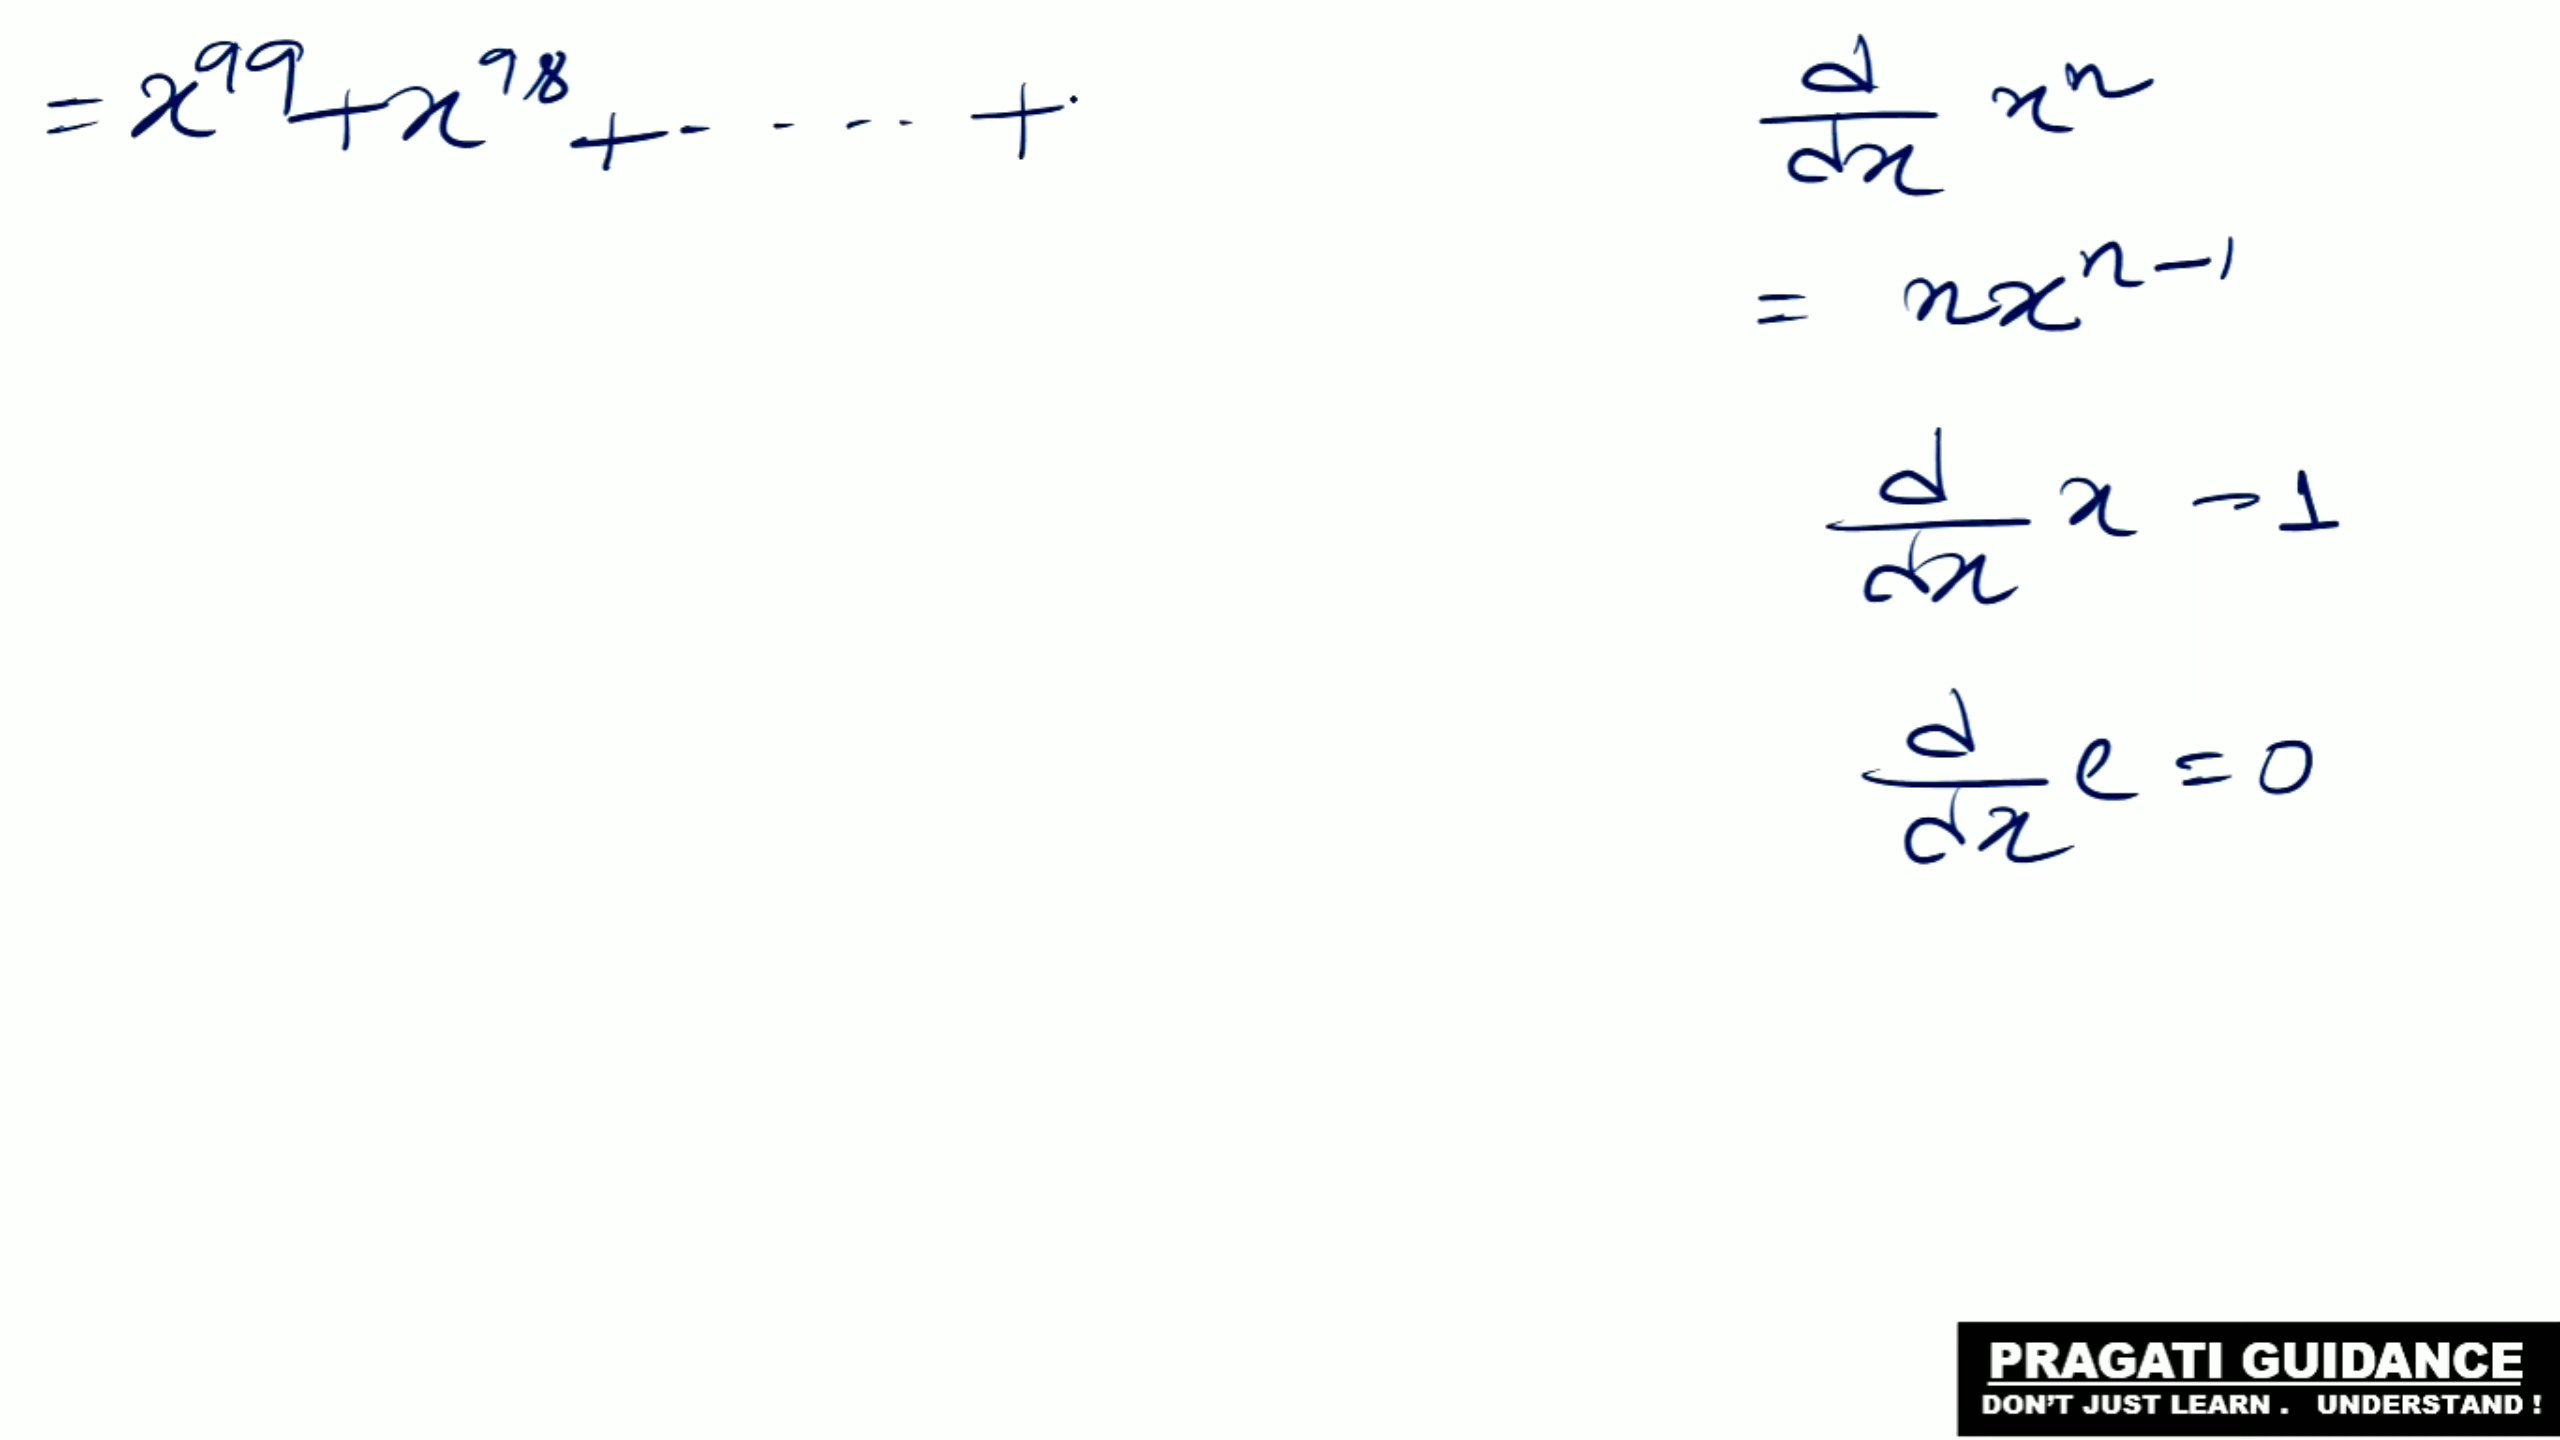 = x^99 + x^98 + - - - - - +
d/dx x^n
= nx^(n-1)
d/dx x - 1
d/dx c = 0
PRAGATI GUIDANCE
DON'T JUST LEARN . UNDERSTAND !